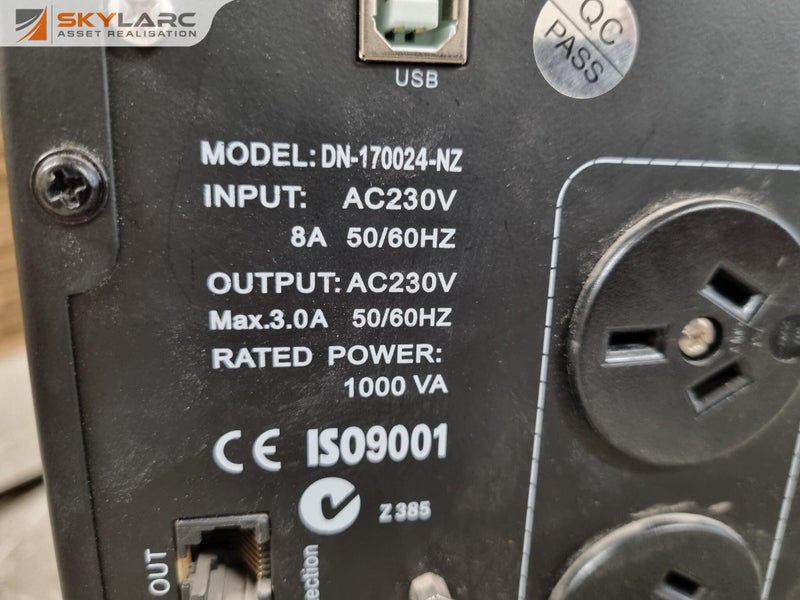 SKYLARC
ASSET REALISATION
QC
PASS
USB
MODEL: DN-170024-NZ
INPUT: AC230V
8A 50/60HZ
OUTPUT: AC230V
Max.3.0A 50/60HZ
RATED POWER:
1000 VA
CE ISO9001
Z 385
OUT